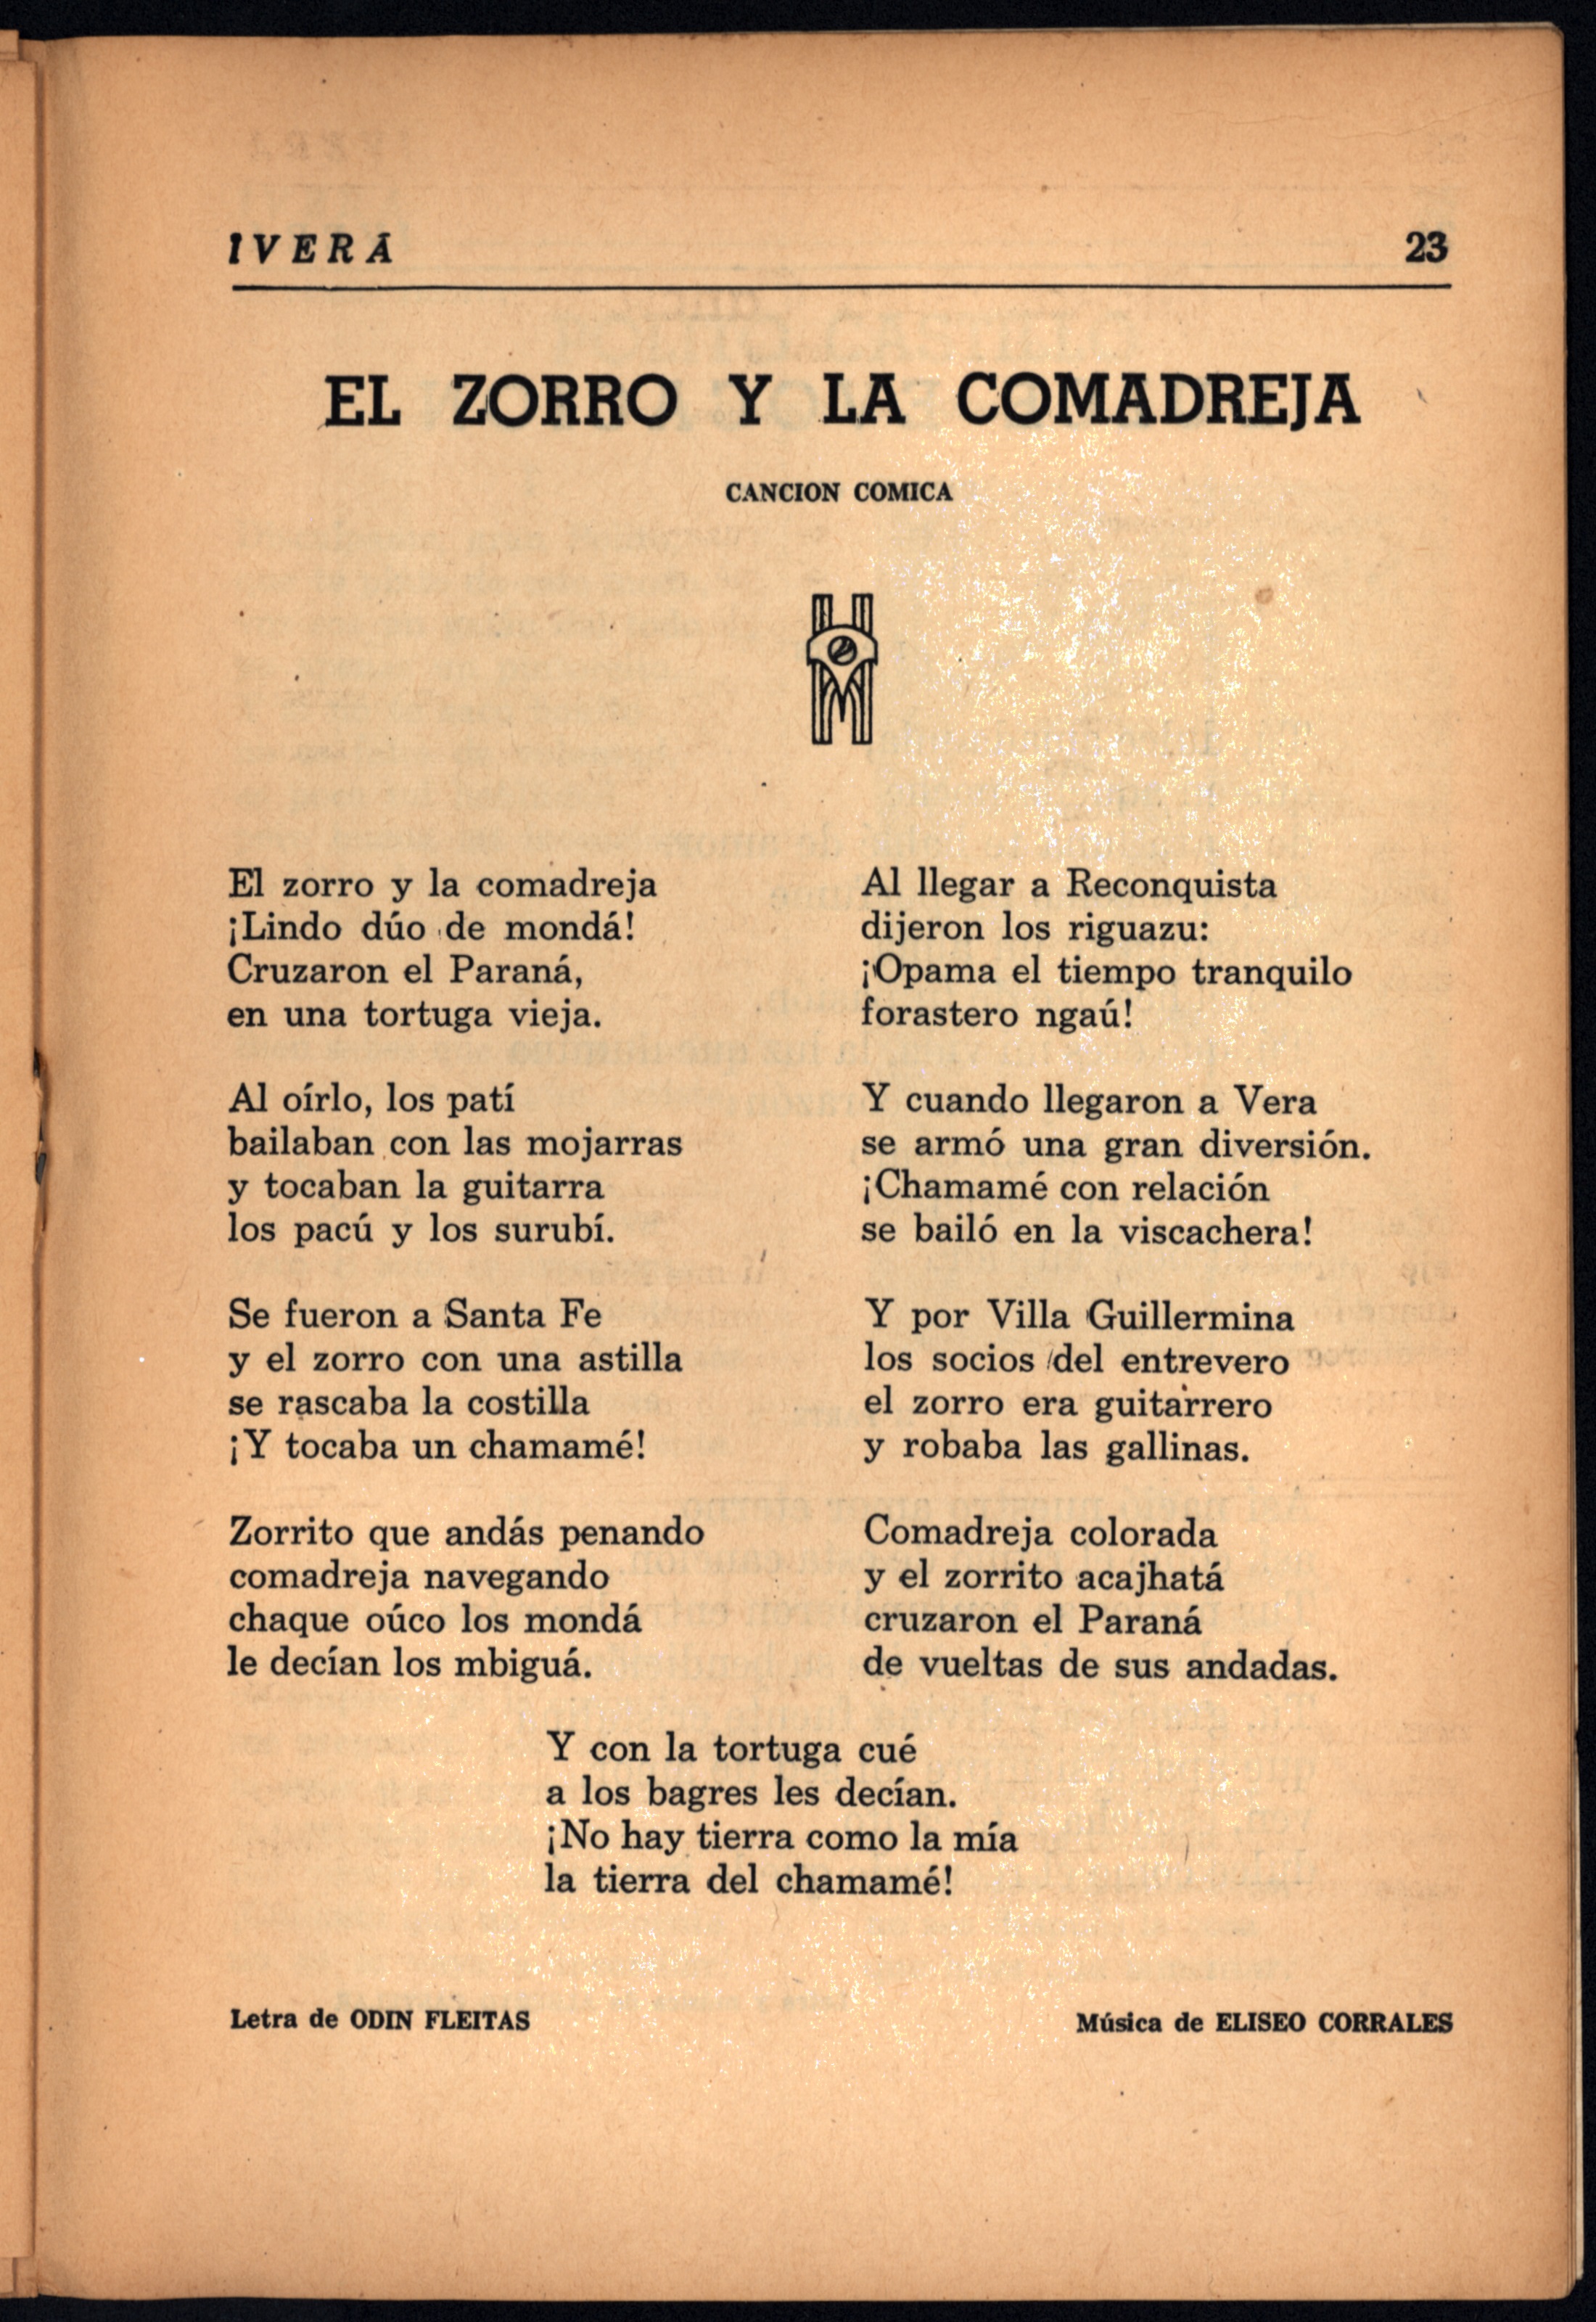 IVERÁ
23
EL ZORRO Y LA COMADREJA
CANCION COMICA
El zorro y la comadreja
¡Lindo dúo de mondá!
Cruzaron el Paraná,
en una tortuga vieja.
Al oírlo, los patí
bailaban con las mojarras
y tocaban la guitarra
los pacú y los surubí.
Se fueron a Santa Fe
y el zorro con una astilla
se rascaba la costilla
¡Y tocaba un chamamé!
Zorrito que andás penando
comadreja navegando
chaque oúco los mondá
le decían los mbiguá.
Al llegar a Reconquista
dijeron los riguazu:
¡Opama el tiempo tranquilo
forastero ngaú!
Y cuando llegaron a Vera
se armó una gran diversión.
¡Chamamé con relación
se bailó en la viscachera!
Y por Villa Guillermina
los socios del entrevero
el zorro era guitarrero
y robaba las gallinas.
Comadreja colorada
y el zorrito acajhatá
cruzaron el Paraná
de vueltas de sus andadas.
Y con la tortuga cué
a los bagres les decían.
¡No hay tierra como la mía
la tierra del chamamé!
Letra de ODIN FLEITAS
Música de ELISEO CORRALES